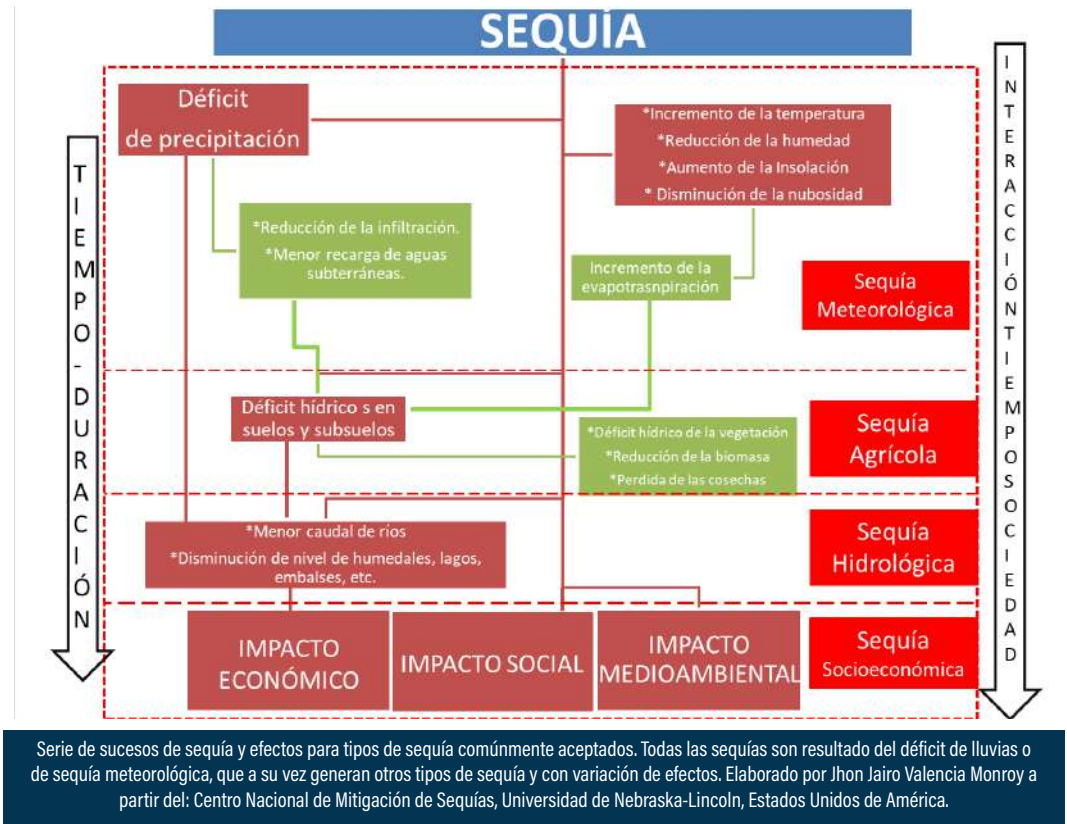 SEQUÍA
Déficit
de precipitación
*Incremento de la temperatura
*Reducción de la humedad
*Aumento de la Insolación
* Disminución de la nubosidad
TIEMPO-DURACIÓN
INTERACCIÓNTIEMPOSOCIEDAD
*Reducción de la infiltración.
*Menor recarga de aguas
subterráneas.
Incremento de la
evapotrasnpiración
Sequía
Meteorológica
Déficit hídrico s en
suelos y subsuelos
*Déficit hídrico de la vegetación
*Reducción de la biomasa
*Perdida de las cosechas
Sequía
Agrícola
*Menor caudal de ríos
*Disminución de nivel de humedales, lagos,
embalses, etc.
Sequía
Hidrológica
IMPACTO
ECONÓMICO
IMPACTO SOCIAL
IMPACTO
MEDIOAMBIENTAL
Sequía
Socioeconómica
Serie de sucesos de sequía y efectos para tipos de sequía comúnmente aceptados. Todas las sequías son resultado del déficit de lluvias o
de sequía meteorológica, que a su vez generan otros tipos de sequía y con variación de efectos. Elaborado por Jhon Jairo Valencia Monroy a
partir del: Centro Nacional de Mitigación de Sequías, Universidad de Nebraska-Lincoln, Estados Unidos de América.